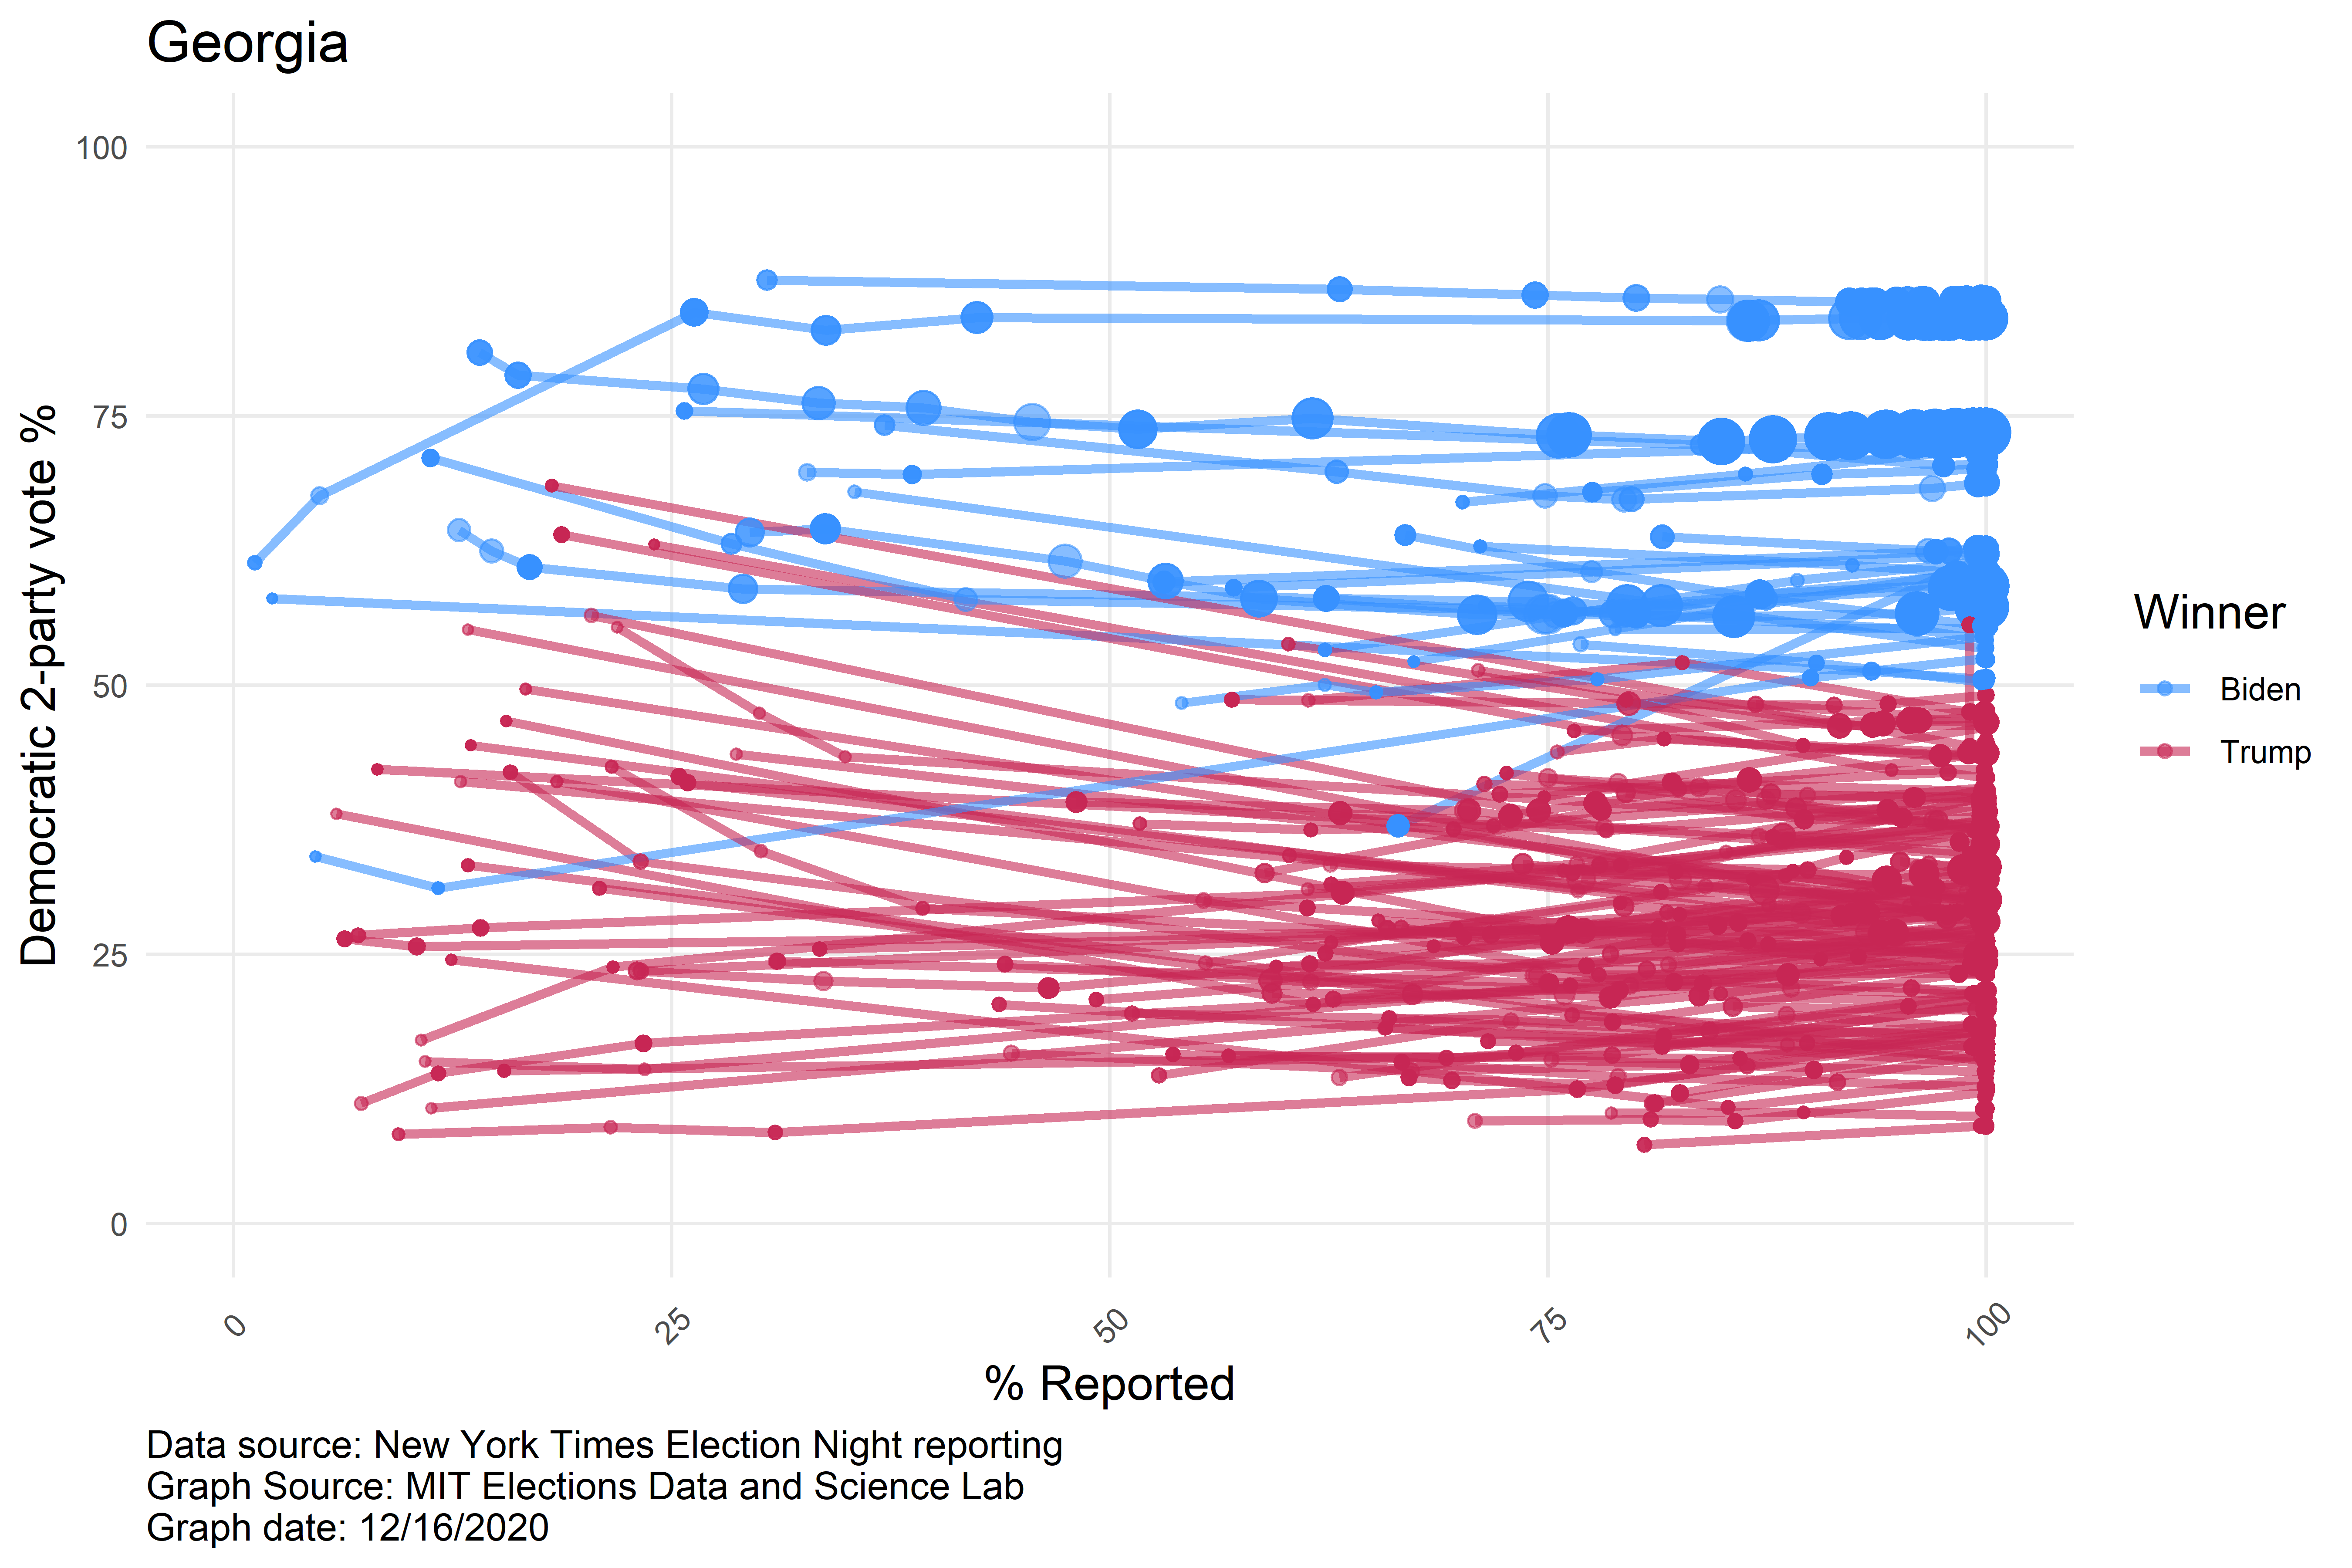 Georgia
100
75
50
25
0
Democratic 2-party vote %
0
25
50
75
100
% Reported
Winner
Biden
Trump
Data source: New York Times Election Night reporting
Graph Source: MIT Elections Data and Science Lab
Graph date: 12/16/2020